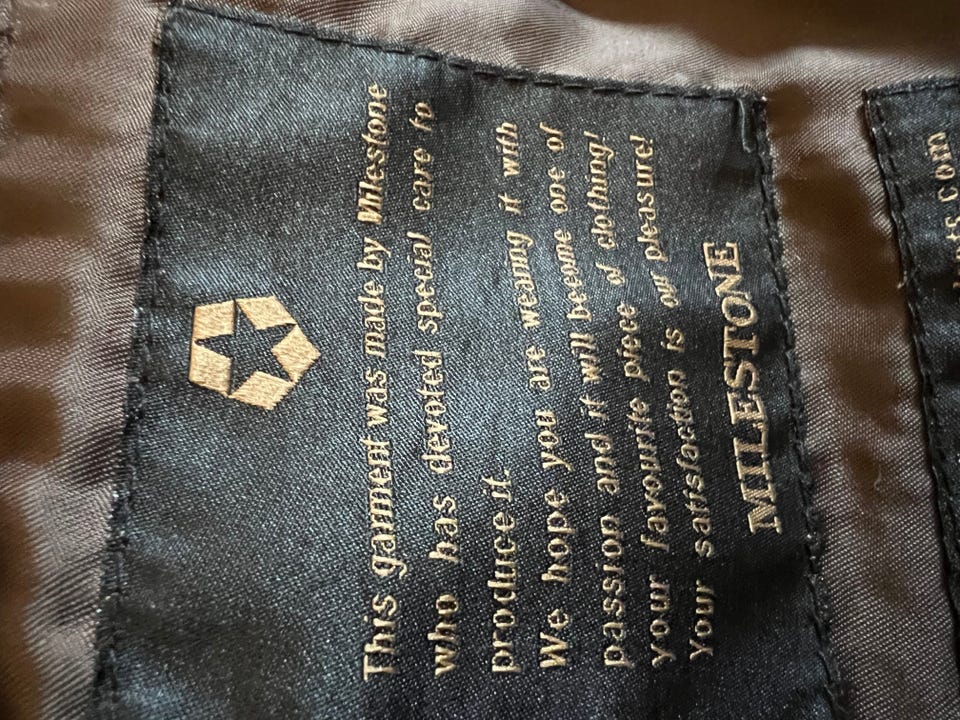 This garment was made by Milestone
who has devoted special care to
produce it.
We hope you are wearing it with
passion and it will become one of
your favourite piece of clothing!
Your satisfaction is our pleasure!
MILESTONE